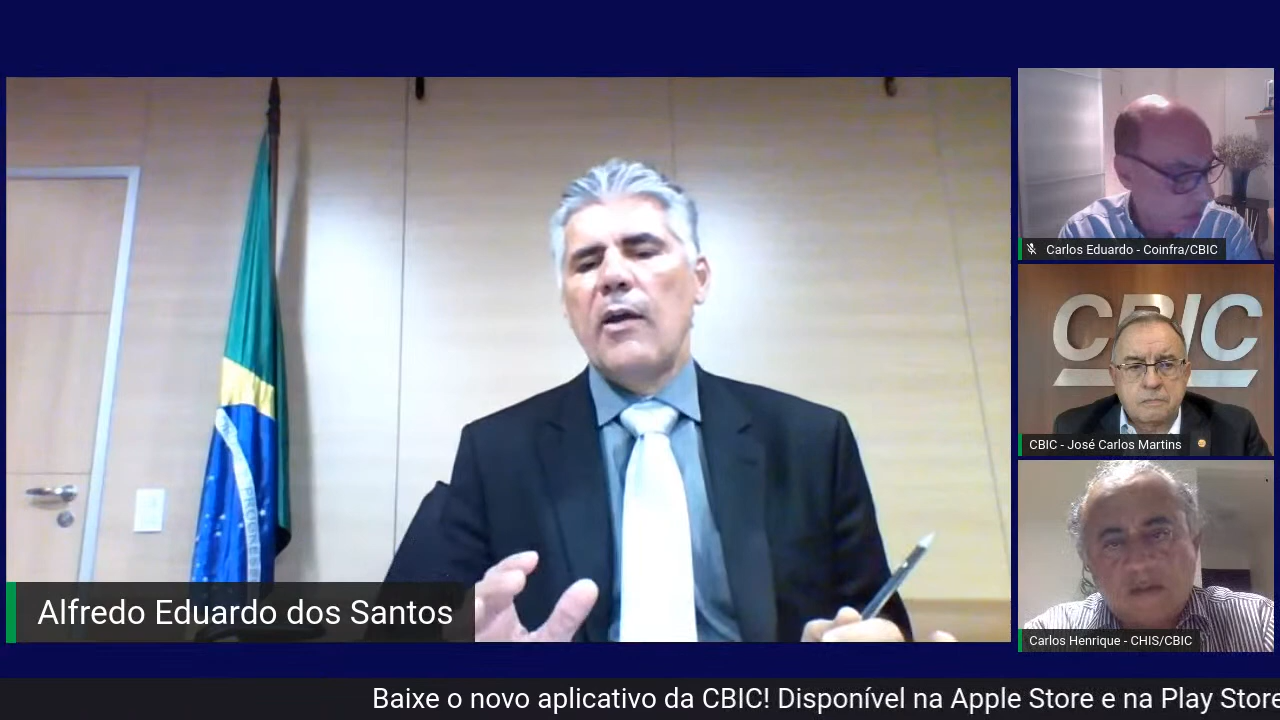 Alfredo Eduardo dos Santos
PROGRESS
Carlos Eduardo - Coinfra/CBIC
CBIC
CBIC - José Carlos Martins
Carlos Henrique - CHIS/CBIC
Baixe o novo aplicativo da CBIC! Disponível na Apple Store e na Play Store